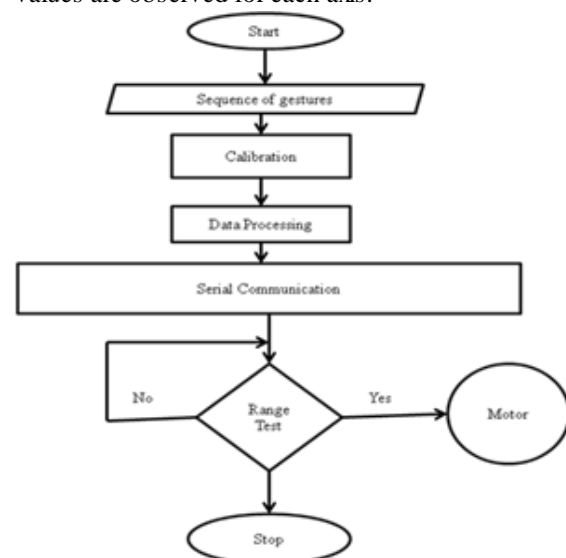 values are observed for each axis.
Start
Sequence of gestures
Calibration
Data Processing
Serial Communication
No
Range
Test
Yes
Motor
Stop